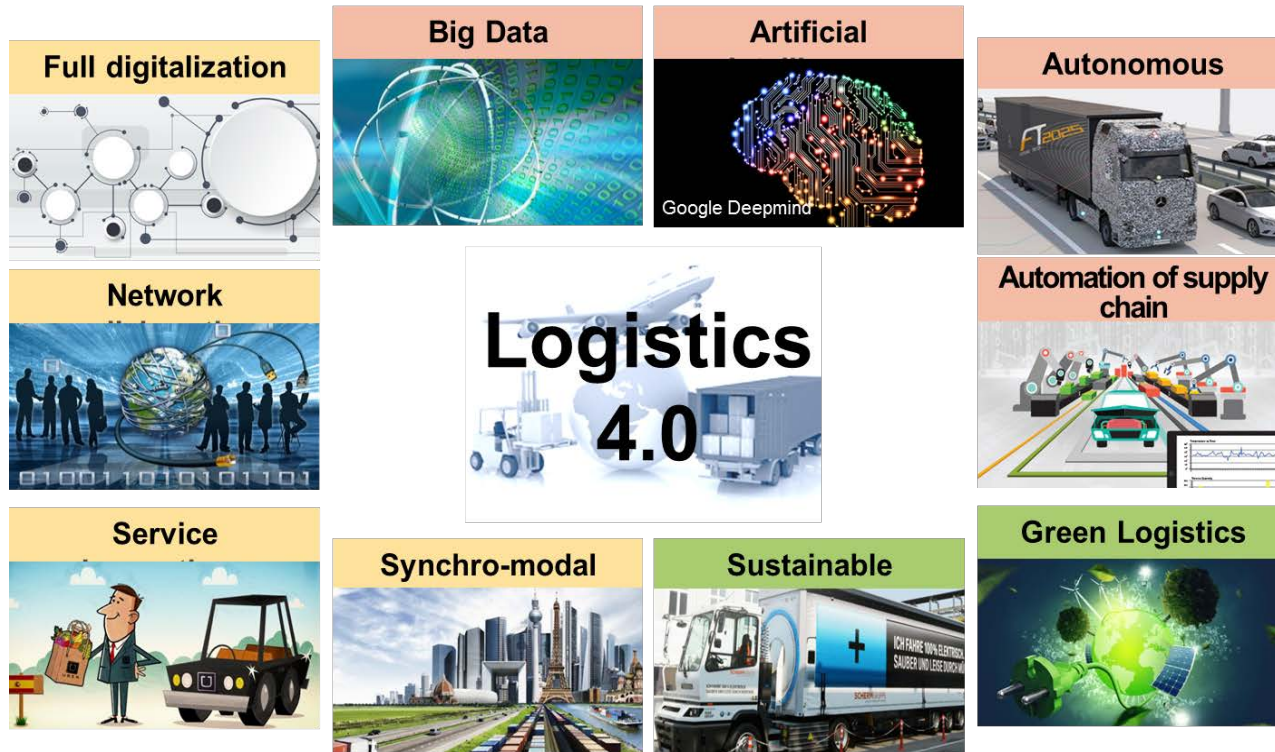 Big Data
Artificial
Full digitalization
Autonomous
Google Deepmind
FT2025
Network
Automation of supply
chain
Logistics
4.0
Service
Synchro-modal
Sustainable
Green Logistics
ICH FAHRE 100% ELEKTRISCH
SAUBER UND LEISE DURCH